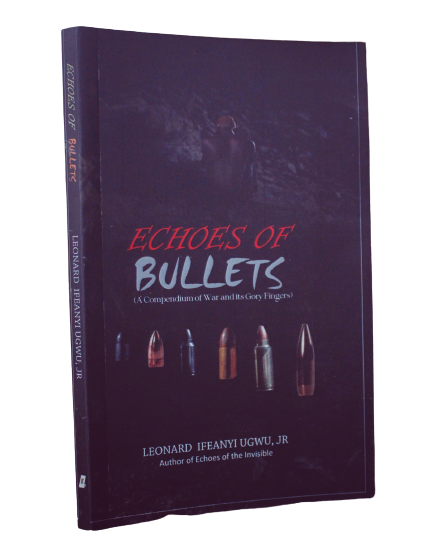 ECHOES OF
BULLETS
(A Compendium of War and its Gory Fingers)
LEONARD IFEANYI UGWU, JR
Author of Echoes of the Invisible
ECHOES OF BULLETS
LEONARD IFEANYI UGWU, JR